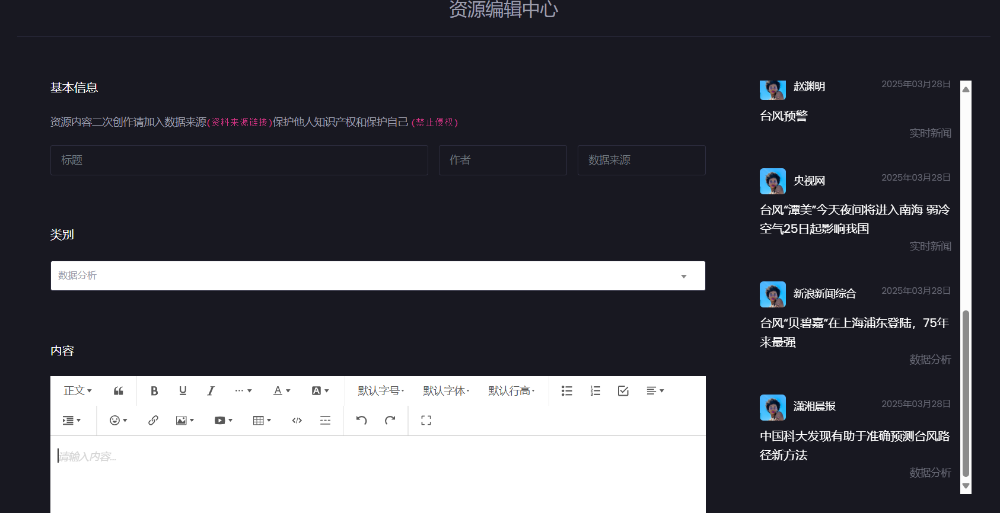 资源编辑中心
基本信息
资源内容二次创作请加入数据来源(资料来源链接)保护他人知识产权和保护自己 (禁止侵权)
标题
作者
数据来源
类别
数据分析
内容
正文
默认字号
默认字体
默认行高
请输入内容...
赵渊明
2025年03月28日
台风预警
实时新闻
央视网
2025年03月28日
台风“潭美”今天夜间将进入南海 弱冷
空气25日起影响我国
实时新闻
新浪新闻综合
2025年03月28日
台风“贝碧嘉”在上海浦东登陆，75年
来最强
数据分析
潇湘晨报
2025年03月28日
中国科大发现有助于准确预测台风路
径新方法
数据分析